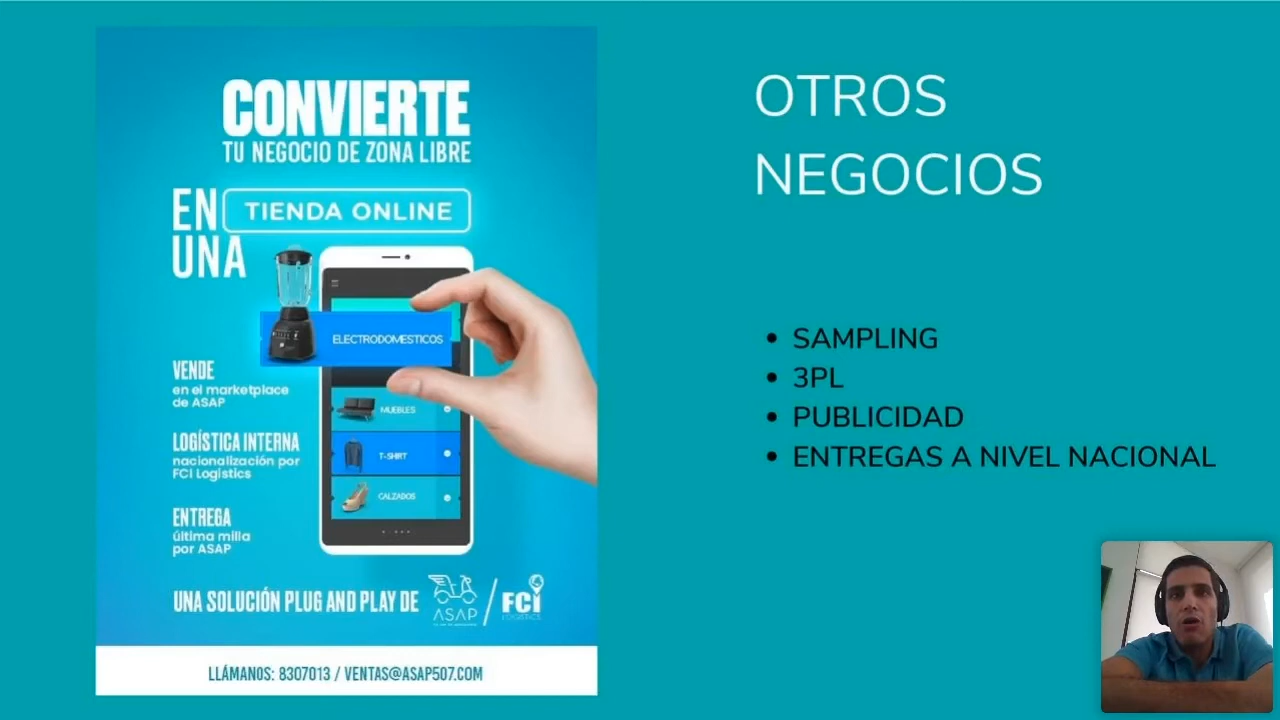 CONVIERTE
TU NEGOCIO DE ZONA LIBRE
EN TIENDA ONLINE
UNA
ELECTRODOMESTICOS
MUEBLES
T-SHIRT
CALZADOS
VENDE
en el marketplace
de ASAP
LOGÍSTICA INTERNA
nacionalización por
FCI Logistics
ENTREGA
última milla
por ASAP
UNA SOLUCIÓN PLUG AND PLAY DE
ASAP
FCI
LOGISTICS
LLÁMANOS: 8307013 / VENTAS@ASAP507.COM
OTROS
NEGOCIOS
• SAMPLING
• 3PL
• PUBLICIDAD
• ENTREGAS A NIVEL NACIONAL